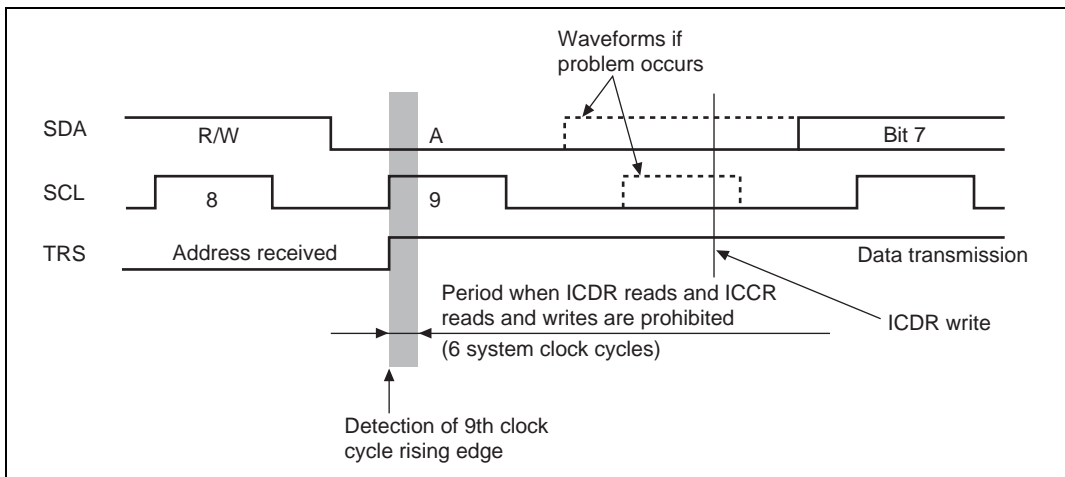 Waveforms if
problem occurs
SDA
R/W
A
Bit 7
SCL
8
9
TRS
Address received
Data transmission
Period when ICDR reads and ICCR
reads and writes are prohibited
(6 system clock cycles)
ICDR write
Detection of 9th clock
cycle rising edge